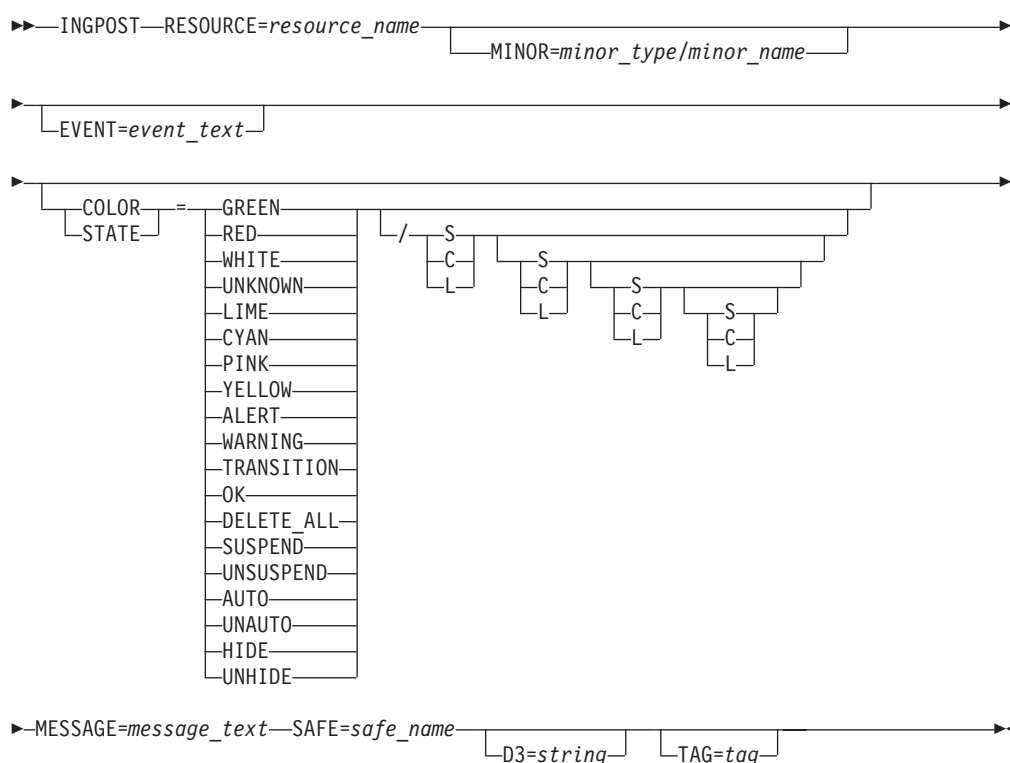 INGPOST RESOURCE=resource_name
MINOR=minor_type/minor_name
EVENT=event_text
COLOR = GREEN / S
STATE RED C S
WHITE L C S
UNKNOWN L C S
LIME L C
CYAN L
PINK
YELLOW
ALERT
WARNING
TRANSITION
OK
DELETE_ALL
SUSPEND
UNSUSPEND
AUTO
UNAUTO
HIDE
UNHIDE
MESSAGE=message_text SAFE=safe_name
D3=string TAG=tag